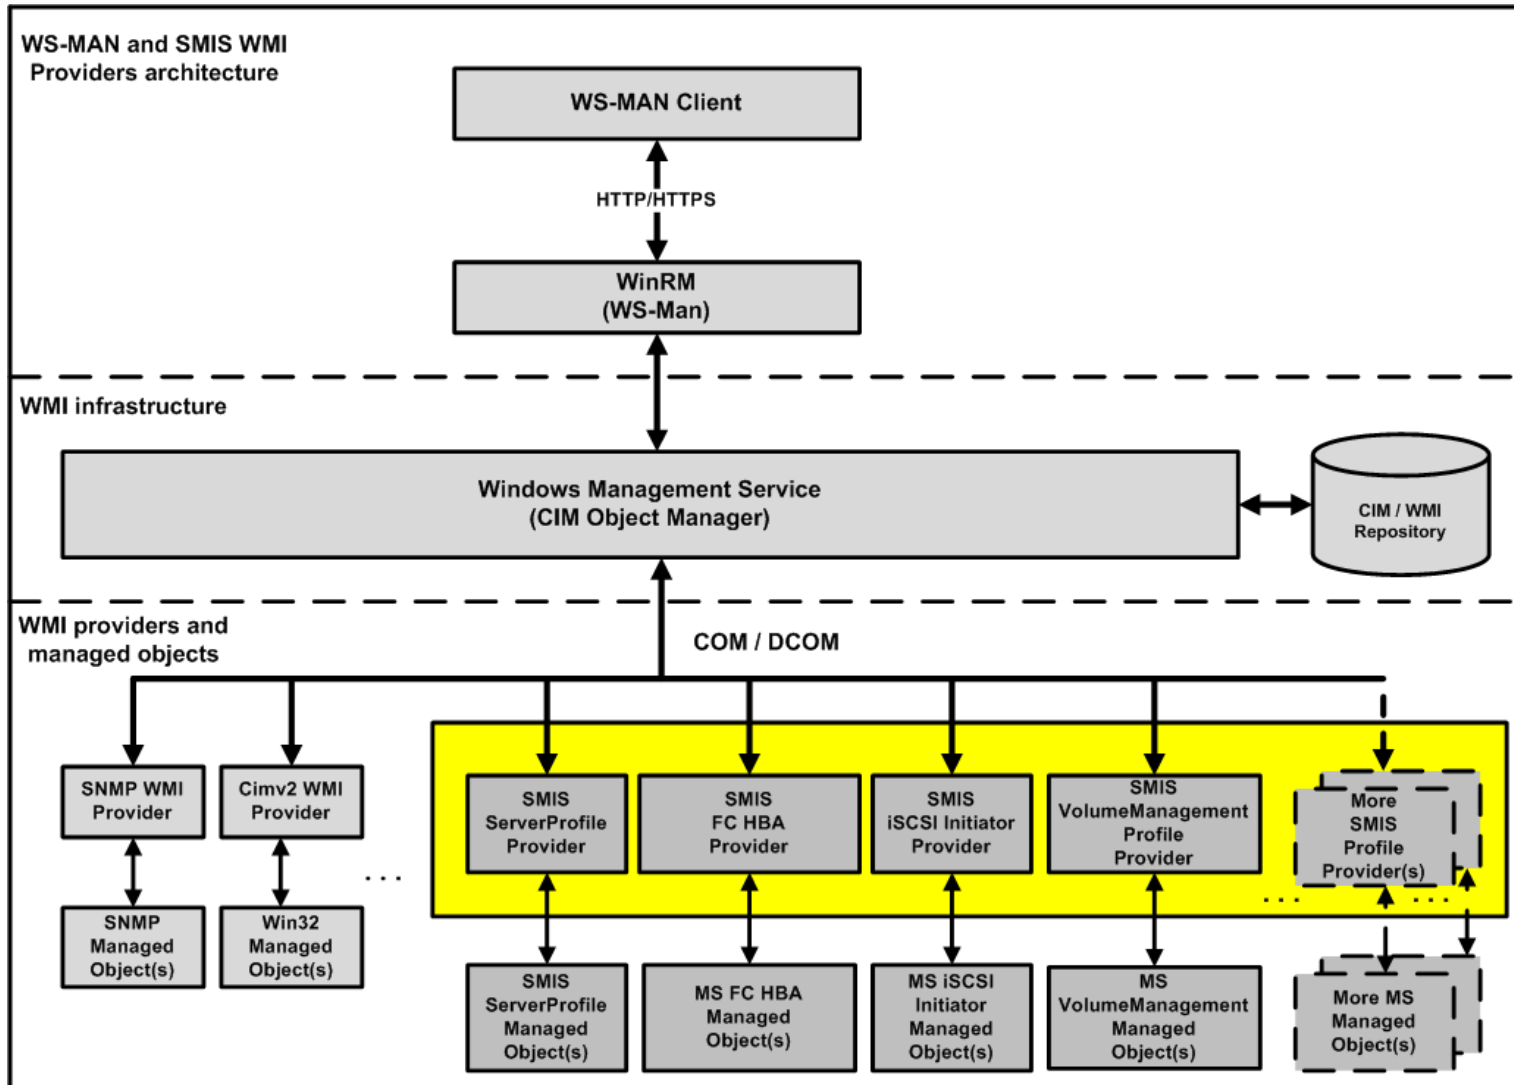 WS-MAN and SMIS WMI
Providers architecture
WS-MAN Client
HTTP/HTTPS
WinRM
(WS-Man)
WMI infrastructure
Windows Management Service
(CIM Object Manager)
CIM / WMI
Repository
WMI providers and
managed objects
COM / DCOM
SNMP WMI
Provider
Cimv2 WMI
Provider
. . .
SMIS
ServerProfile
Provider
SMIS
FC HBA
Provider
SMIS
iSCSI Initiator
Provider
SMIS
VolumeManagement
Profile
Provider
. . .
More
SMIS
Profile
Provider(s)
. . .
SNMP
Managed
Object(s)
Win32
Managed
Object(s)
SMIS
ServerProfile
Managed
Object(s)
MS FC HBA
Managed
Object(s)
MS iSCSI
Initiator
Managed
Object(s)
MS
VolumeManagement
Managed
Object(s)
More MS
Managed
Object(s)